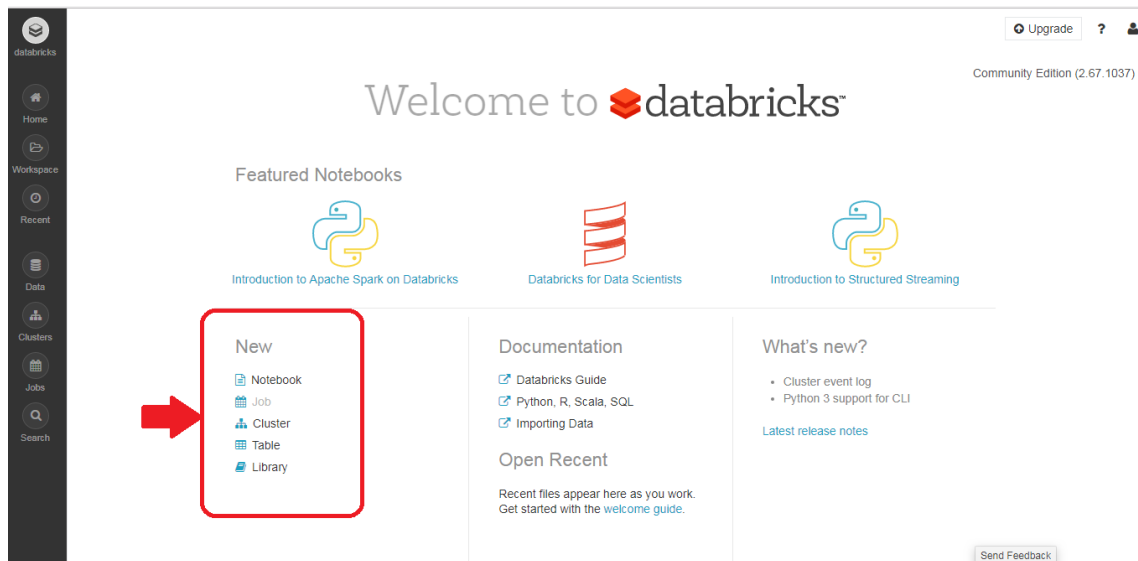 databricks
Home
Workspace
Recent
Data
Clusters
Jobs
Search
Upgrade ?
Community Edition (2.67.1037)
Welcome to databricks™
Featured Notebooks
Introduction to Apache Spark on Databricks
Databricks for Data Scientists
Introduction to Structured Streaming
New
Notebook
Job
Cluster
Table
Library
Documentation
Databricks Guide
Python, R, Scala, SQL
Importing Data
Open Recent
Recent files appear here as you work.
Get started with the welcome guide.
What's new?
• Cluster event log
• Python 3 support for CLI
Latest release notes
Send Feedback